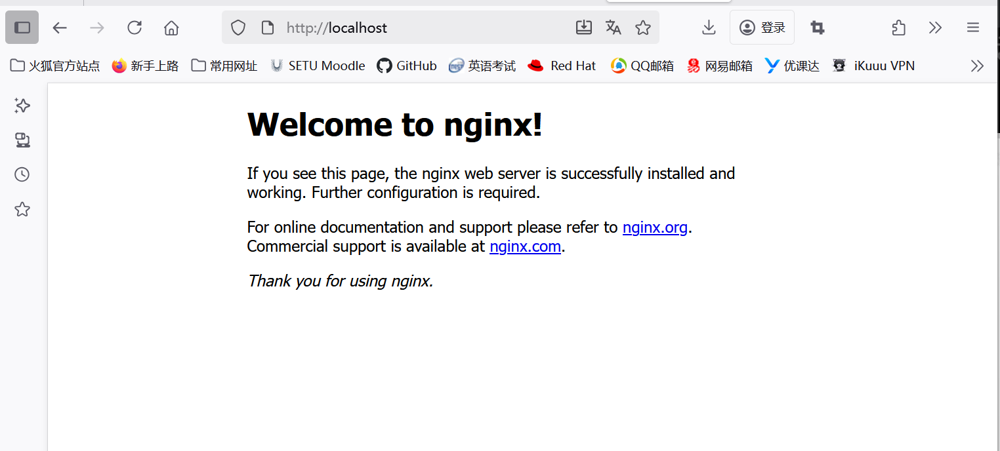 http://localhost
登录
火狐官方站点 新手上路 常用网址 SETU Moodle GitHub 英语考试 Red Hat QQ邮箱 网易邮箱 优课达 iKuuu VPN
Welcome to nginx!
If you see this page, the nginx web server is successfully installed and
working. Further configuration is required.
For online documentation and support please refer to nginx.org.
Commercial support is available at nginx.com.
Thank you for using nginx.